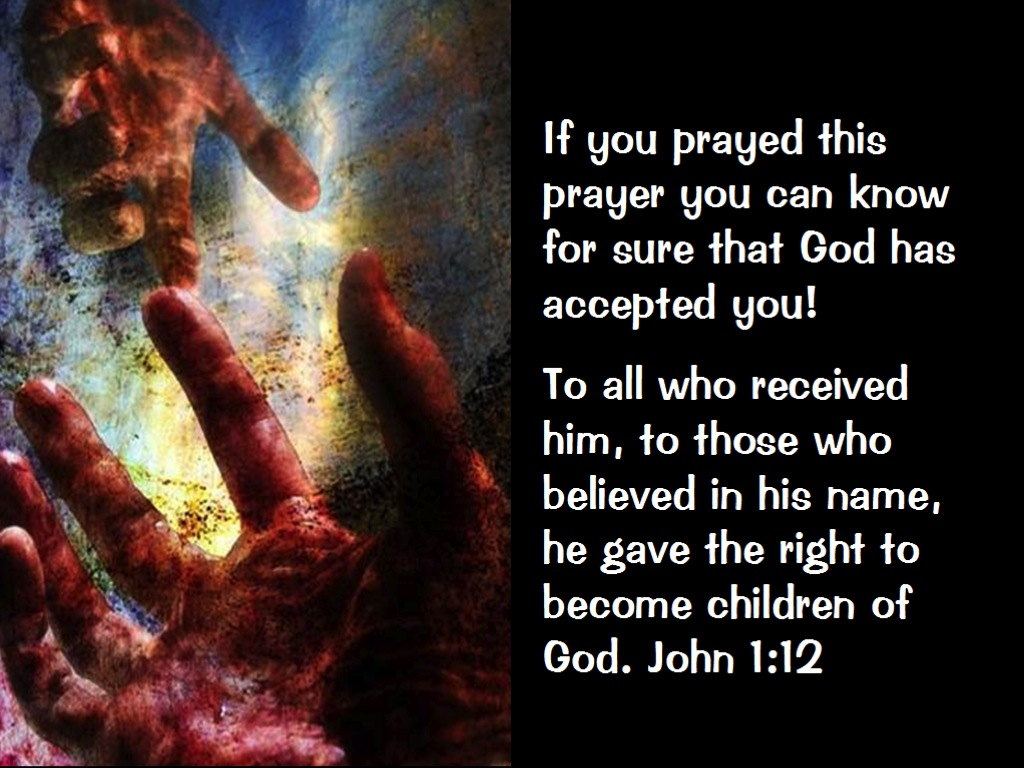 If you prayed this
prayer you can know
for sure that God has
accepted you!
To all who received
him, to those who
believed in his name,
he gave the right to
become children of
God. John 1:12